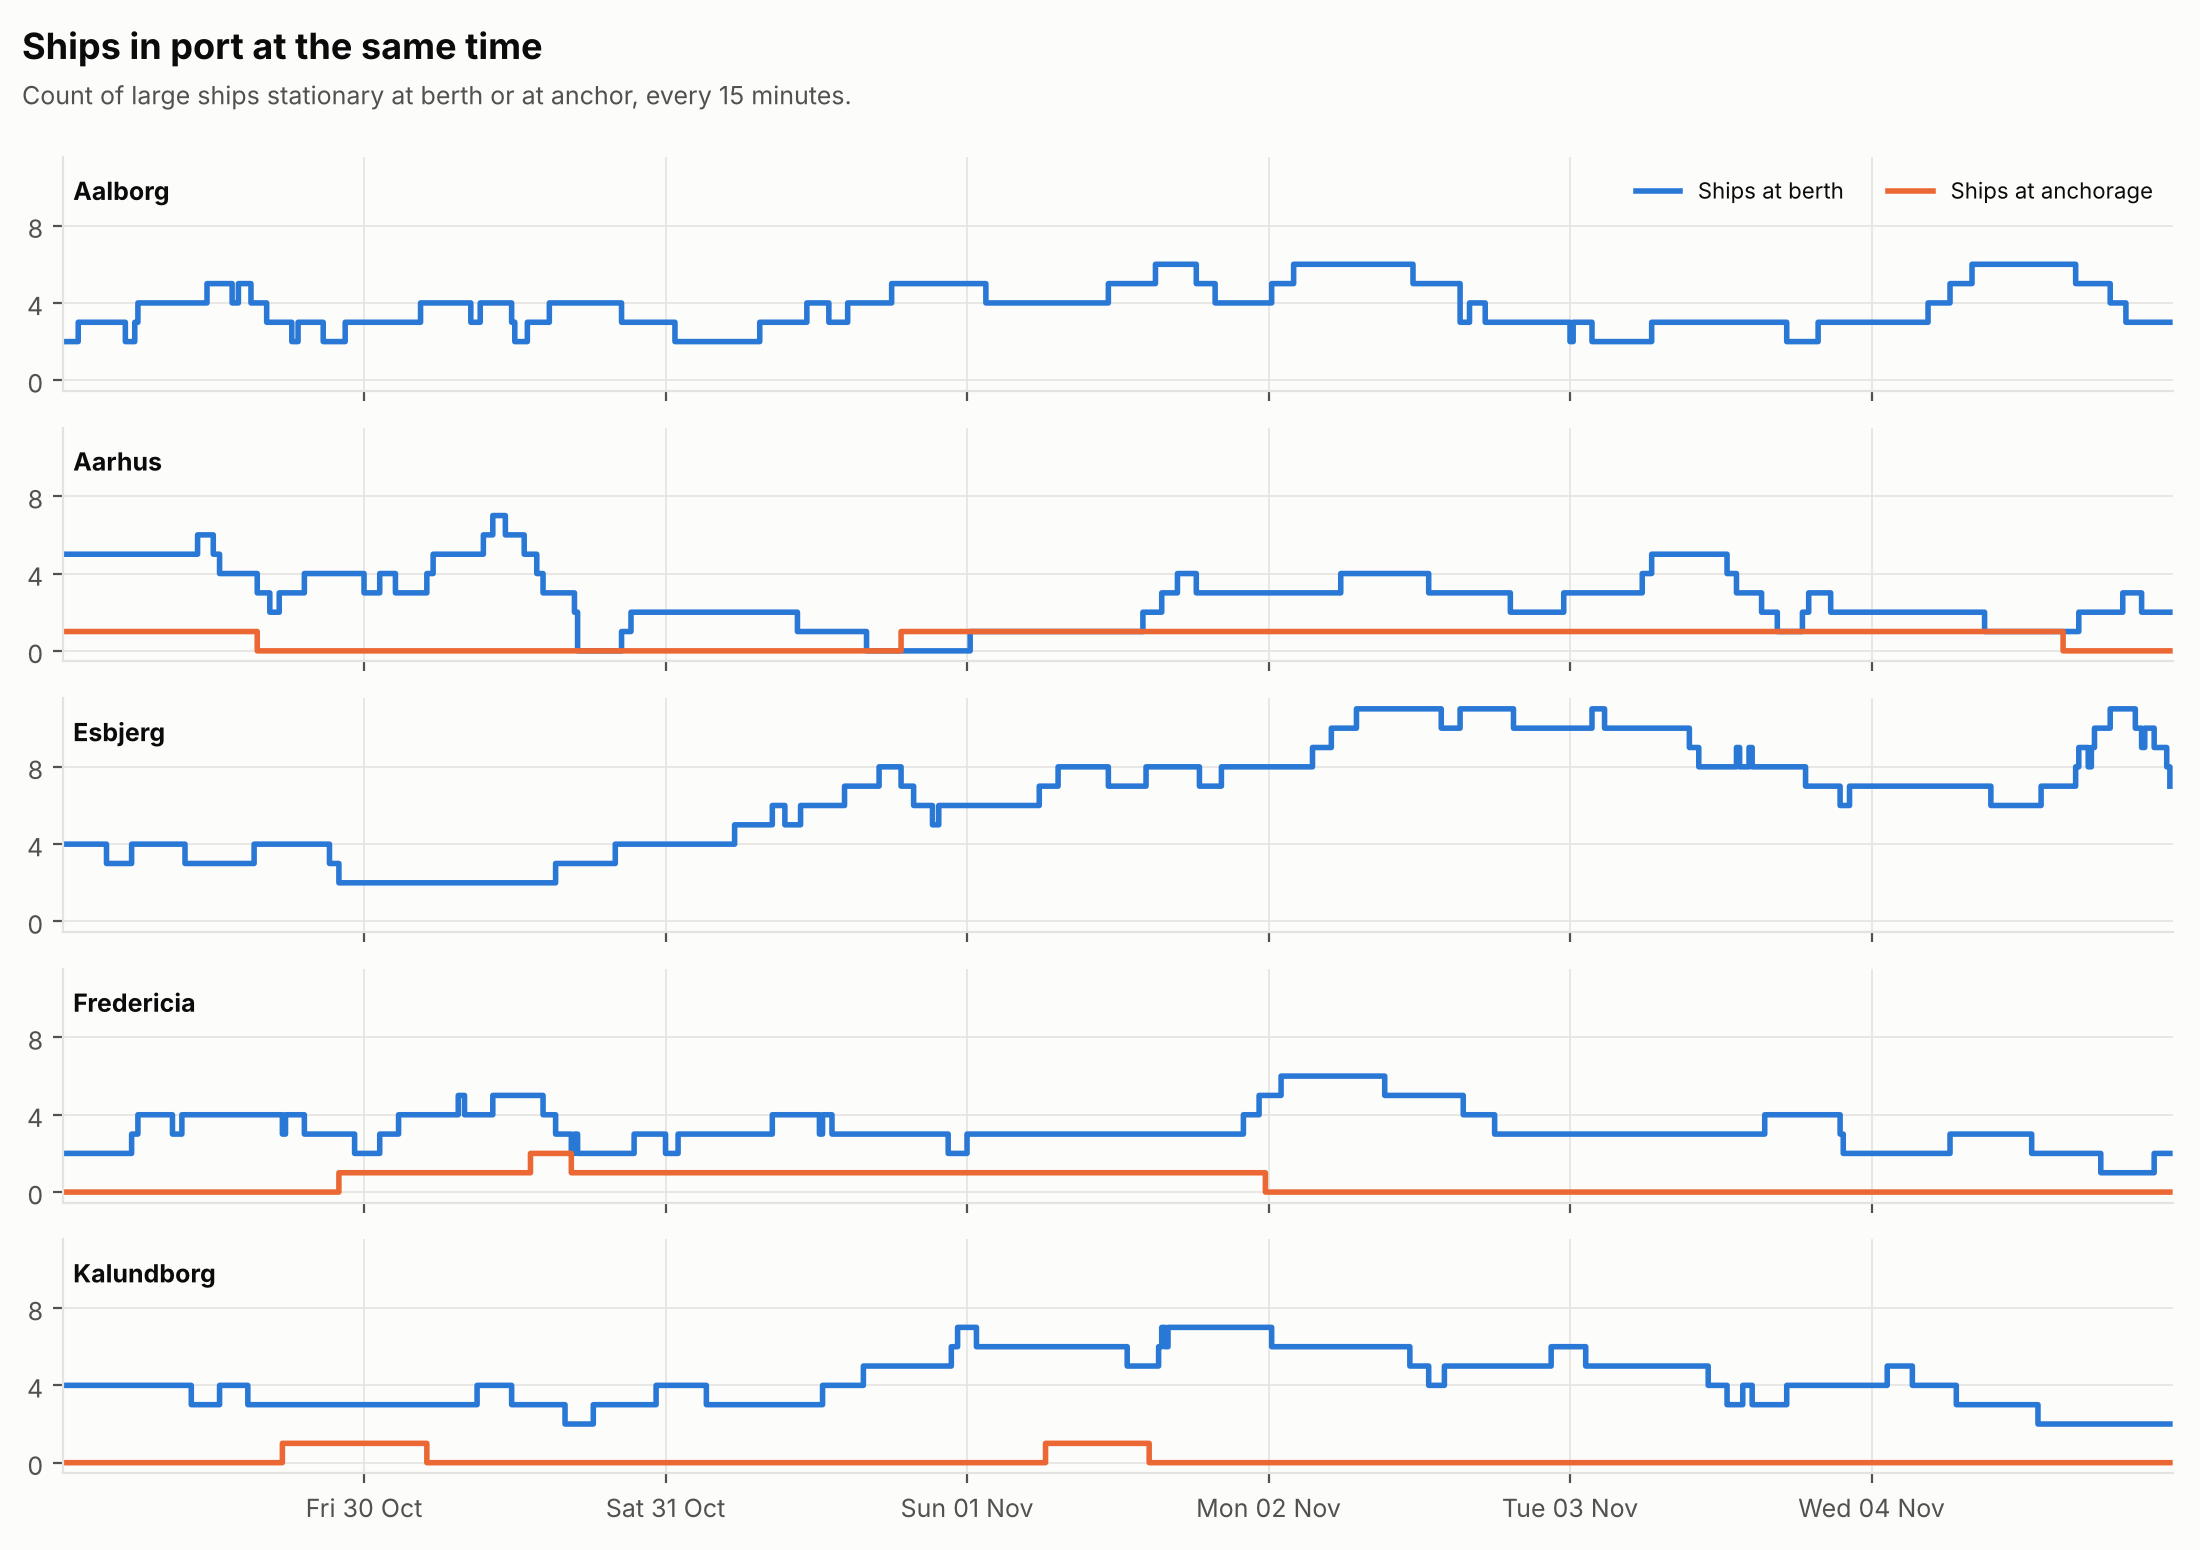 Ships in port at the same time
Count of large ships stationary at berth or at anchor, every 15 minutes.
Aalborg
Ships at berth
Ships at anchorage
8
4
0
Aarhus
8
4
0
Esbjerg
8
4
0
Fredericia
8
4
0
Kalundborg
8
4
0
Fri 30 Oct
Sat 31 Oct
Sun 01 Nov
Mon 02 Nov
Tue 03 Nov
Wed 04 Nov